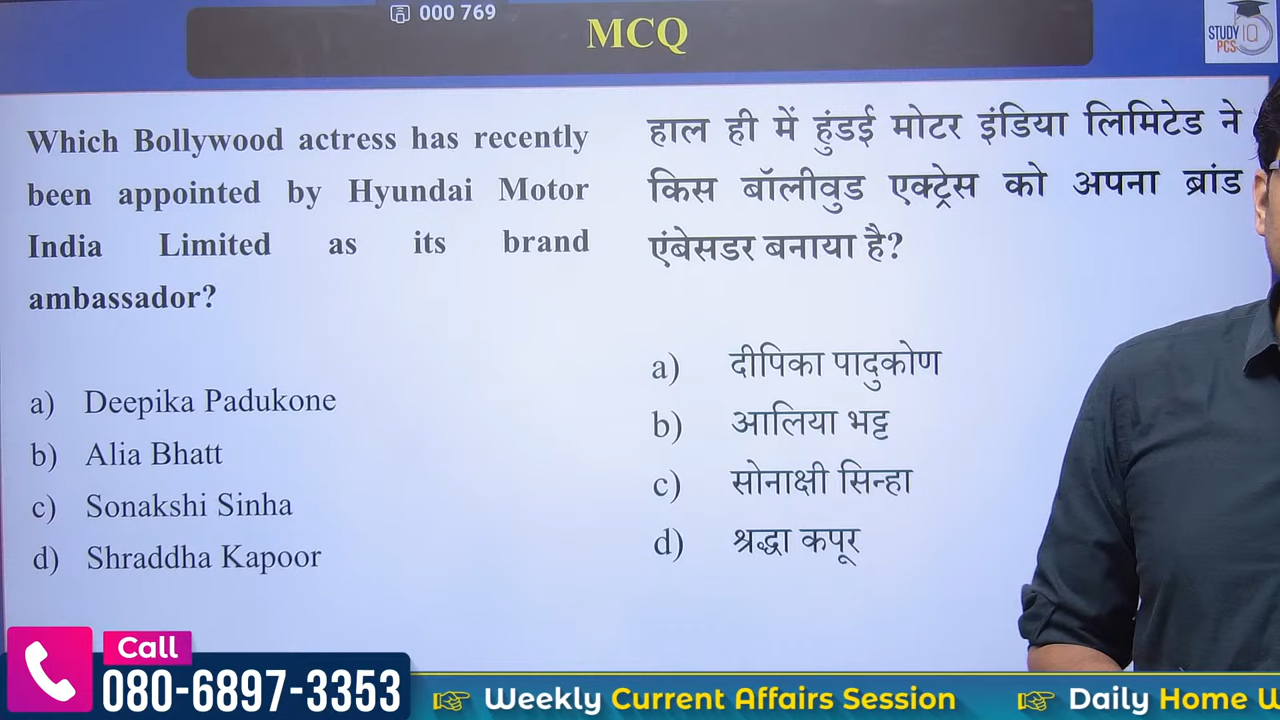 000 769
MCQ
STUDY IQ
PCS
Which Bollywood actress has recently
been appointed by Hyundai Motor
India Limited as its brand
ambassador?
a) Deepika Padukone
b) Alia Bhatt
c) Sonakshi Sinha
d) Shraddha Kapoor
हाल ही में हुंडई मोटर इंडिया लिमिटेड ने
किस बॉलीवुड एक्ट्रेस को अपना ब्रांड
एंबेसडर बनाया है?
a) दीपिका पादुकोण
b) आलिया भट्ट
c) सोनाक्षी सिन्हा
d) श्रद्धा कपूर
Call
080-6897-3353
Weekly Current Affairs Session
Daily Home W